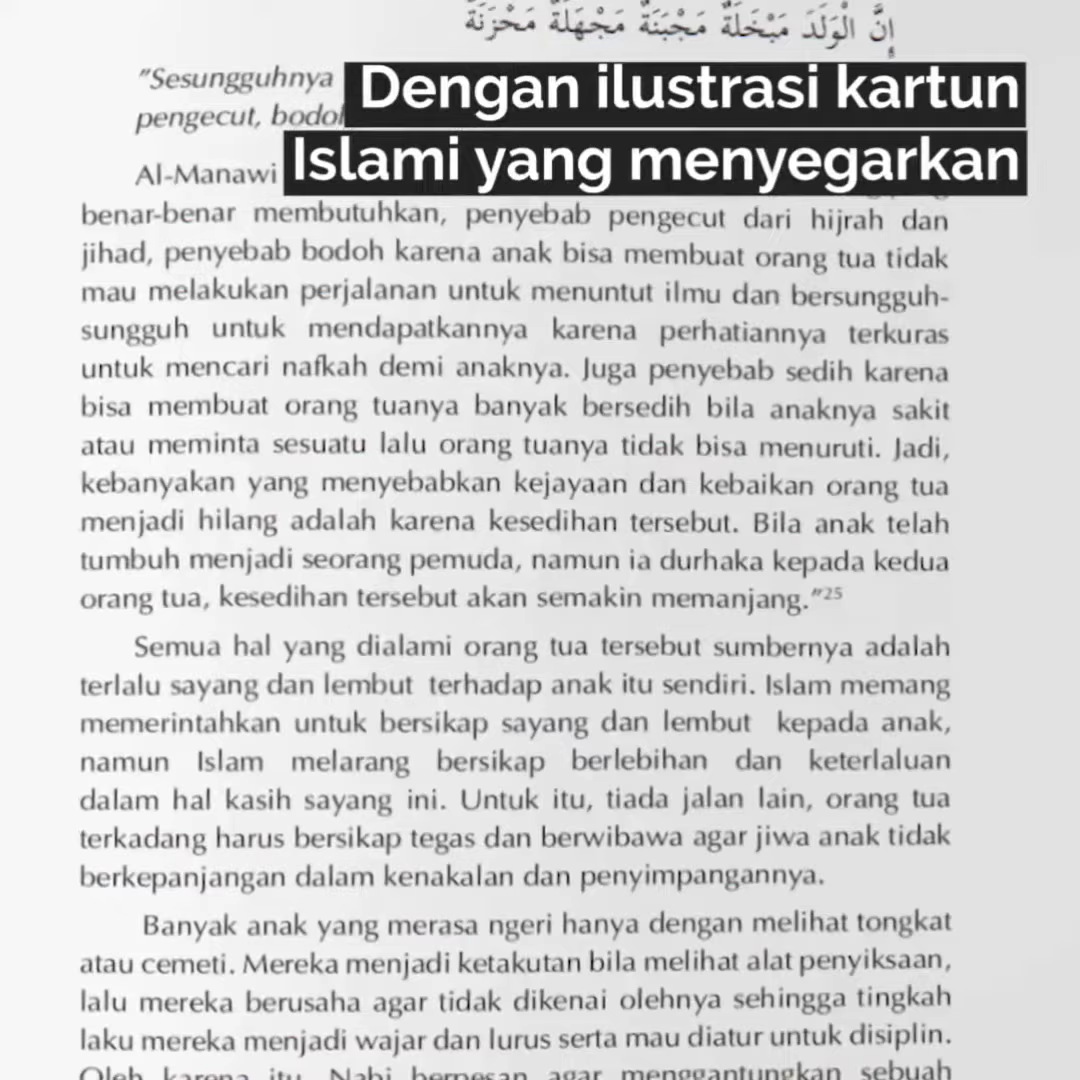 إِنَّ الْوَلَدَ مَبْخَلَةٌ مَجْبَنَةٌ مَجْهَلَةٌ مَحْزَنَةٌ
"Sesungguhnya
pengecut, bodoh
Dengan ilustrasi kartun
Islami yang menyegarkan
Al-Manawi
benar-benar membutuhkan, penyebab pengecut dari hijrah dan
jihad, penyebab bodoh karena anak bisa membuat orang tua tidak
mau melakukan perjalanan untuk menuntut ilmu dan bersungguh-
sungguh untuk mendapatkannya karena perhatiannya terkuras
untuk mencari nafkah demi anaknya. Juga penyebab sedih karena
bisa membuat orang tuanya banyak bersedih bila anaknya sakit
atau meminta sesuatu lalu orang tuanya tidak bisa menuruti. Jadi,
kebanyakan yang menyebabkan kejayaan dan kebaikan orang tua
menjadi hilang adalah karena kesedihan tersebut. Bila anak telah
tumbuh menjadi seorang pemuda, namun ia durhaka kepada kedua
orang tua, kesedihan tersebut akan semakin memanjang."25
Semua hal yang dialami orang tua tersebut sumbernya adalah
terlalu sayang dan lembut terhadap anak itu sendiri. Islam memang
memerintahkan untuk bersikap sayang dan lembut kepada anak,
namun Islam melarang bersikap berlebihan dan keterlaluan
dalam hal kasih sayang ini. Untuk itu, tiada jalan lain, orang tua
terkadang harus bersikap tegas dan berwibawa agar jiwa anak tidak
berkepanjangan dalam kenakalan dan penyimpangannya.
Banyak anak yang merasa ngeri hanya dengan melihat tongkat
atau cemeti. Mereka menjadi ketakutan bila melihat alat penyiksaan,
lalu mereka berusaha agar tidak dikenai olehnya sehingga tingkah
laku mereka menjadi wajar dan lurus serta mau diatur untuk disiplin.
Oleh karena itu, Nabi berpesan agar menggantungkan sebuah